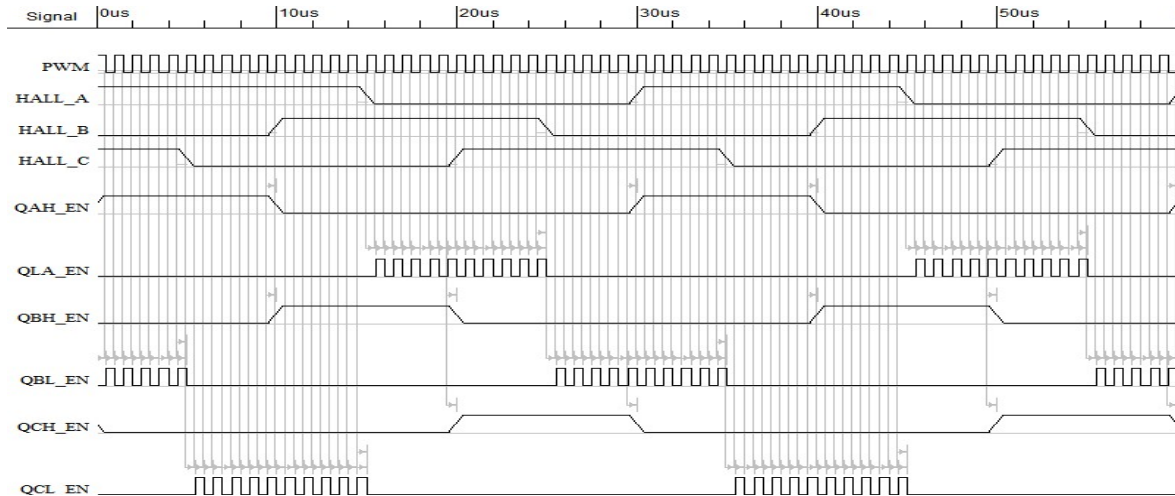 Signal 0us 10us 20us 30us 40us 50us
PWM
HALL_A
HALL_B
HALL_C
QAH_EN
QLA_EN
QBH_EN
QBL_EN
QCH_EN
QCL_EN